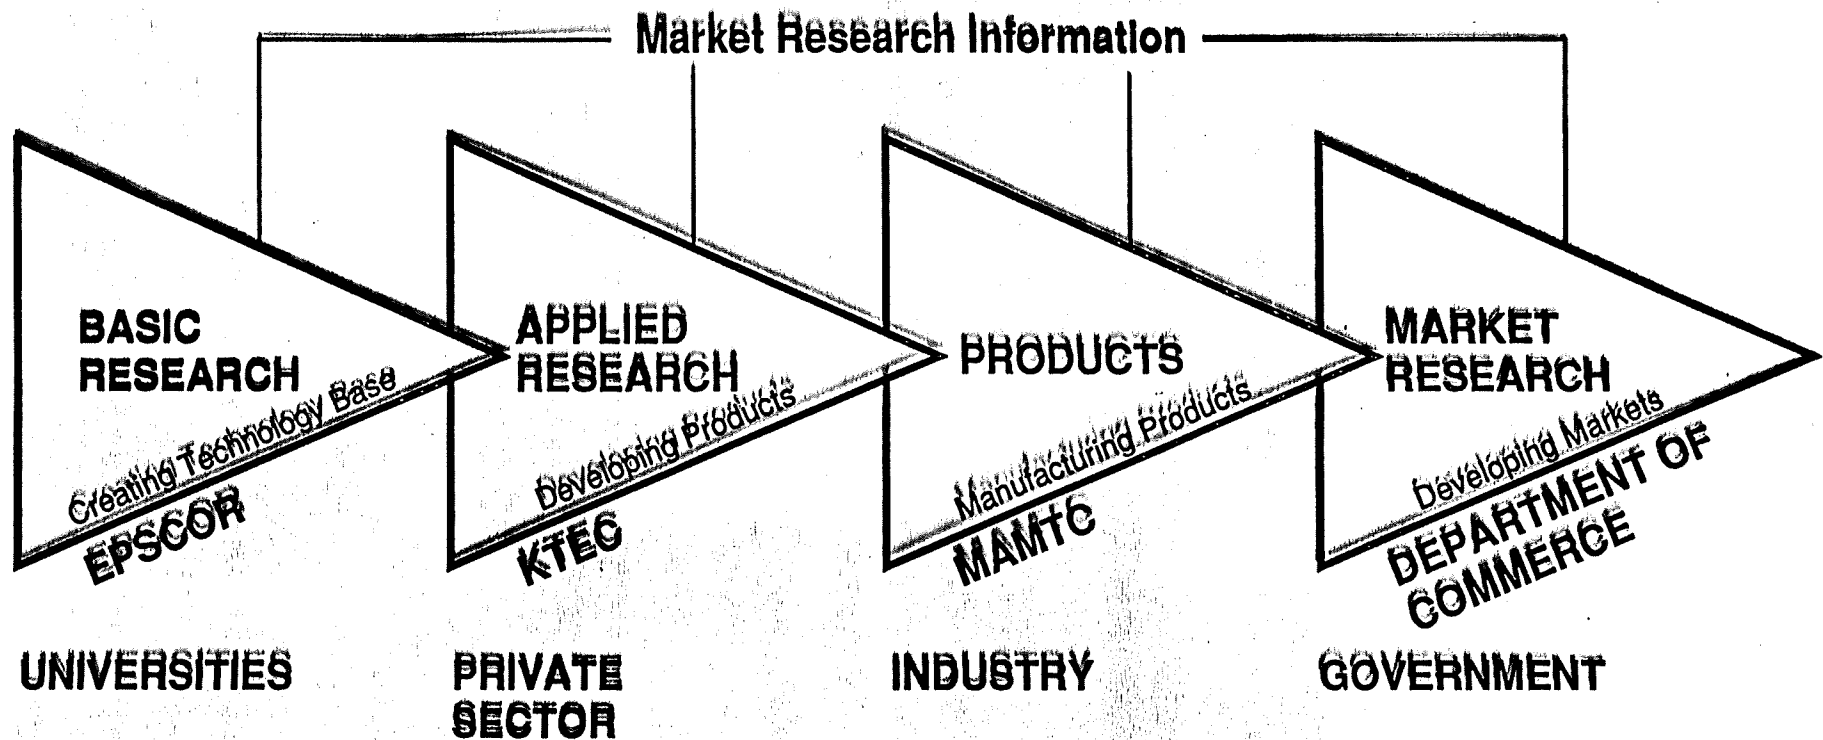 Market Research Information
BASIC
RESEARCH
Creating Technology Base
EPSCOR
UNIVERSITIES
APPLIED
RESEARCH
Developing Products
KTEC
PRIVATE
SECTOR
PRODUCTS
Manufacturing Products
MAMTC
INDUSTRY
MARKET
RESEARCH
Developing Markets
DEPARTMENT OF
COMMERCE
GOVERNMENT